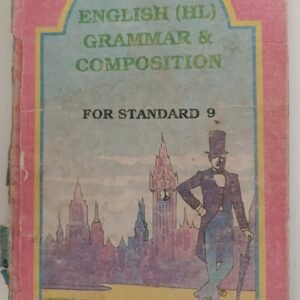 ENGLISH (HL)
GRAMMAR &
COMPOSITION
FOR STANDARD 9